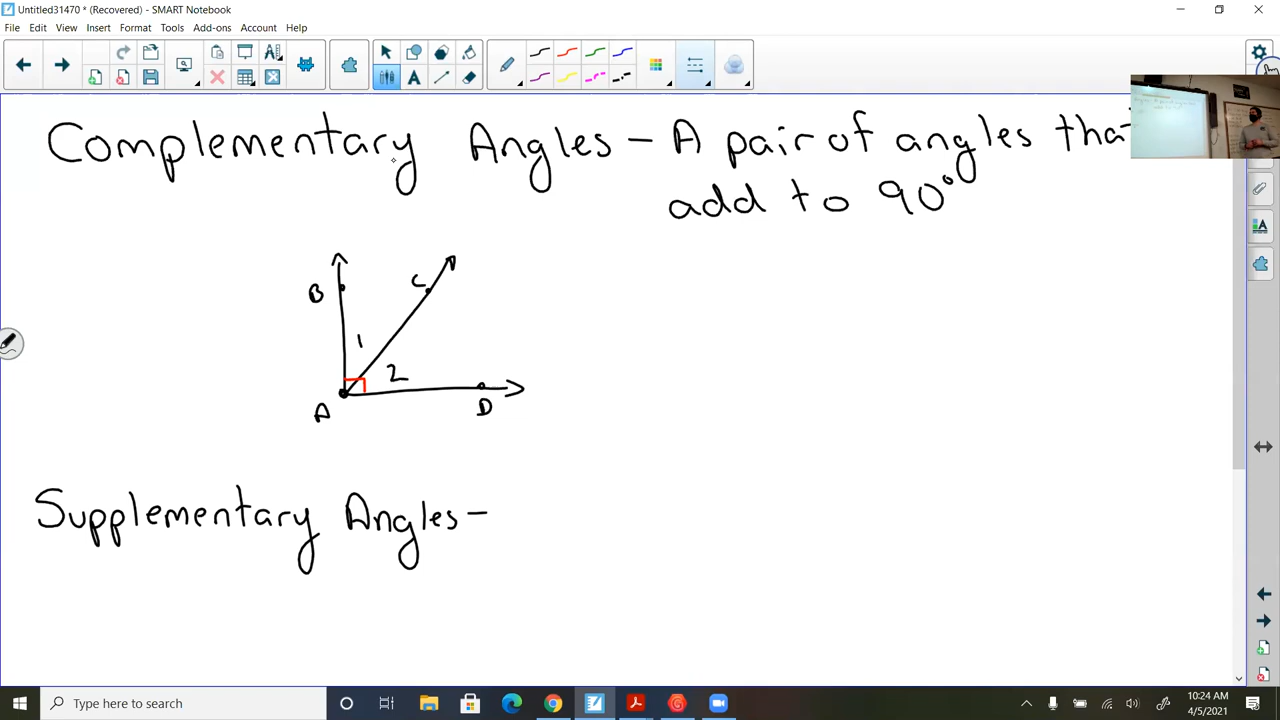 Untitled31470 * (Recovered) - SMART Notebook
File Edit View Insert Format Tools Add-ons Account Help
Complementary Angles - A pair of angles tha
add to 90°
B
C
1
2
A
D
Supplementary Angles-
Type here to search
10:24 AM
4/5/2021